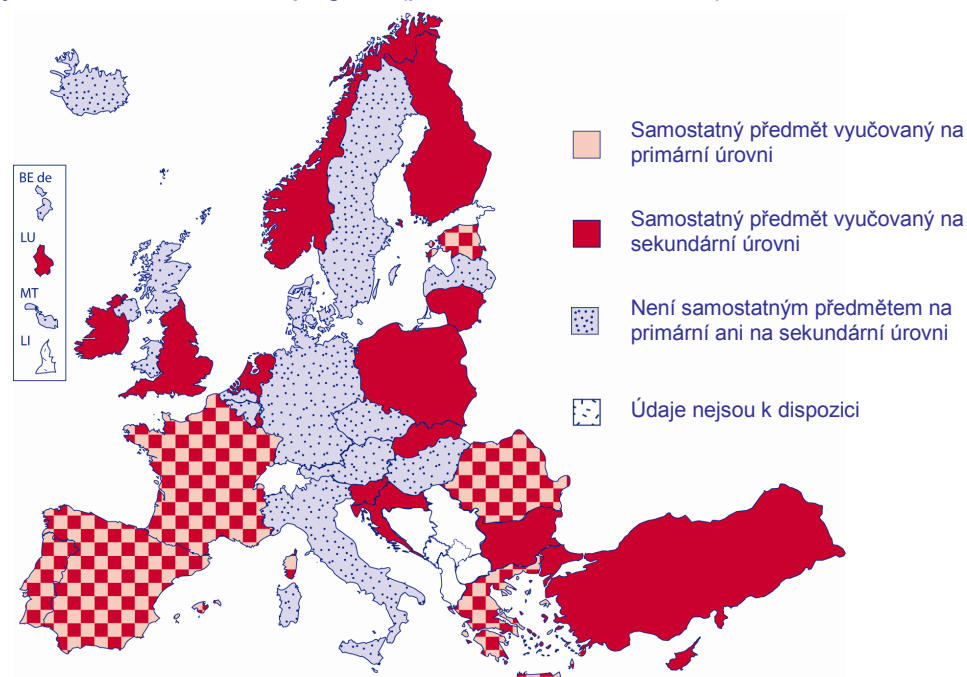 BE de
LU
MT
LI
Samostatný předmět vyučovaný na
primární úrovni
Samostatný předmět vyučovaný na
sekundární úrovni
Není samostatným předmětem na
primární ani na sekundární úrovni
Údaje nejsou k dispozici